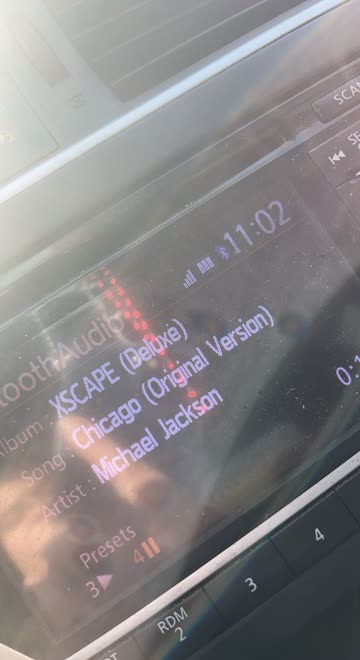 SCAN
11:02
toothAudio
Album : XSCAPE (Deluxe)
Song : Chicago (Original Version)
Artist : Michael Jackson
Presets
3 4
RDM
2
3
4